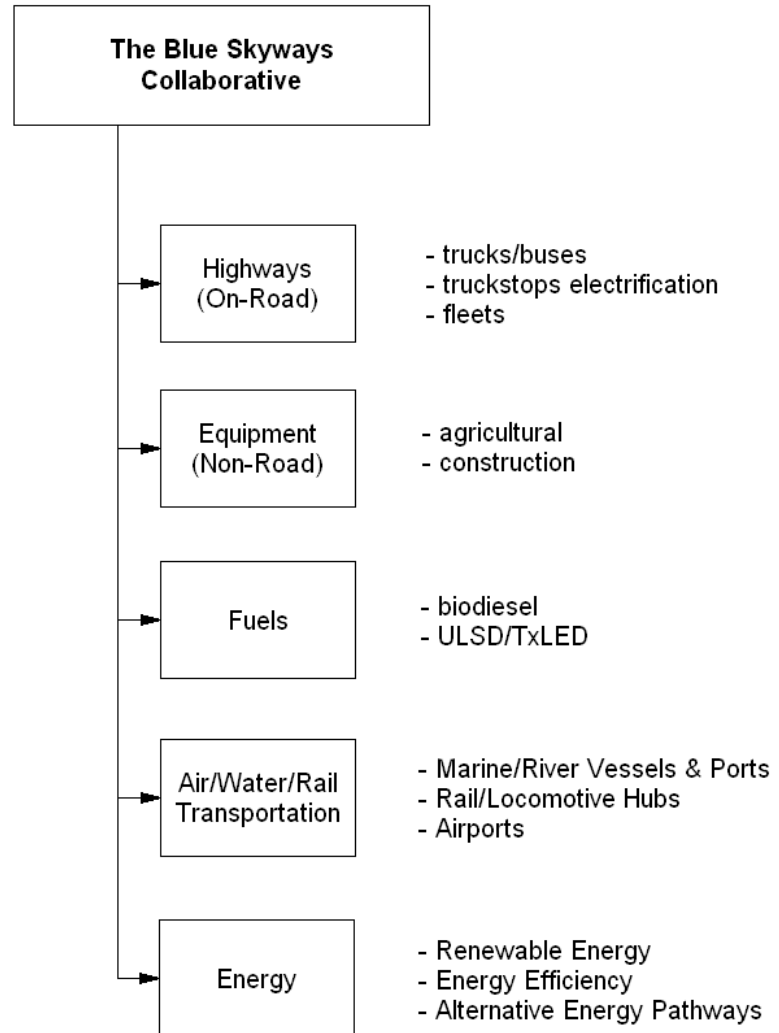 The Blue Skyways
Collaborative
Highways
(On-Road)
- trucks/buses
- truckstops electrification
- fleets
Equipment
(Non-Road)
- agricultural
- construction
Fuels
- biodiesel
- ULSD/TxLED
Air/Water/Rail
Transportation
- Marine/River Vessels & Ports
- Rail/Locomotive Hubs
- Airports
Energy
- Renewable Energy
- Energy Efficiency
- Alternative Energy Pathways